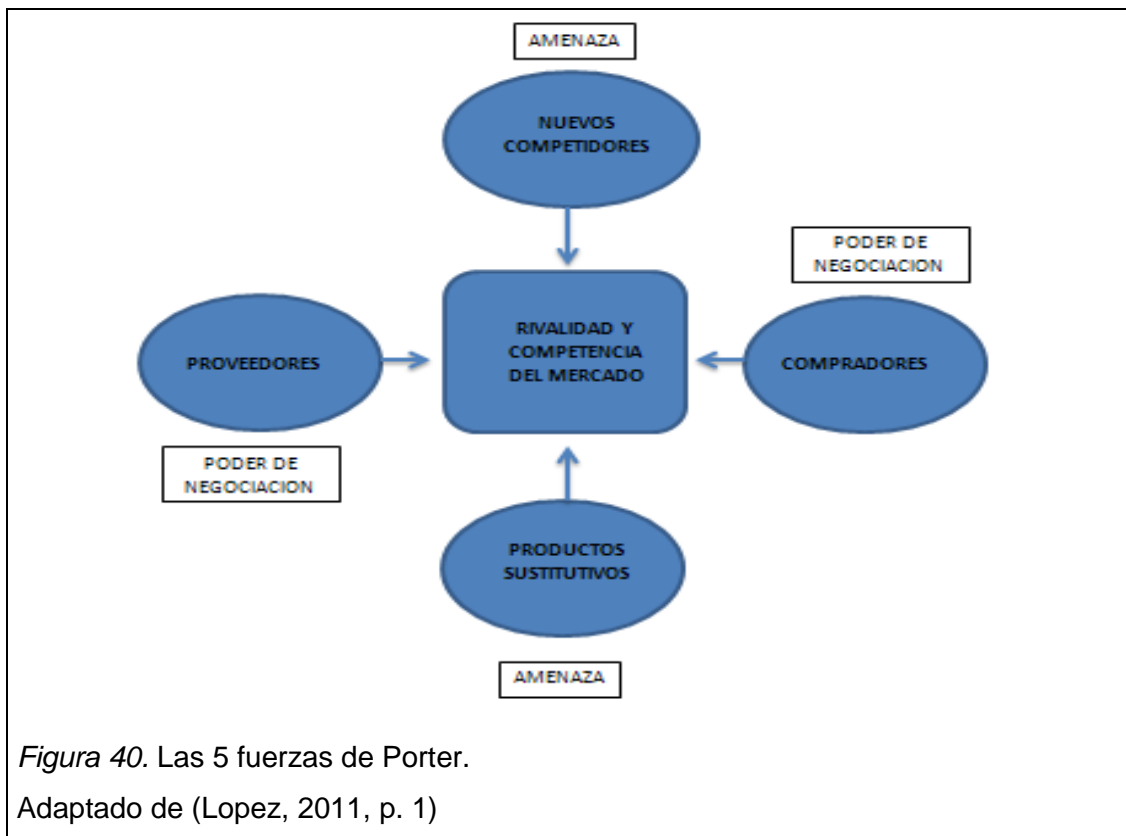 AMENAZA
NUEVOS
COMPETIDORES
PODER DE
NEGOCIACION
RIVALIDAD Y
COMPETENCIA
DEL MERCADO
PROVEEDORES
COMPRADORES
PODER DE
NEGOCIACION
PRODUCTOS
SUSTITUTIVOS
AMENAZA
Figura 40. Las 5 fuerzas de Porter.
Adaptado de (Lopez, 2011, p. 1)